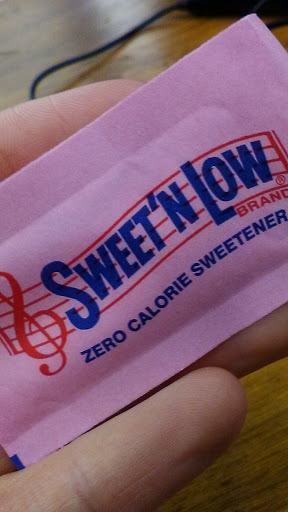 SWEET'N LOW®
BRAND
ZERO CALORIE SWEETENER